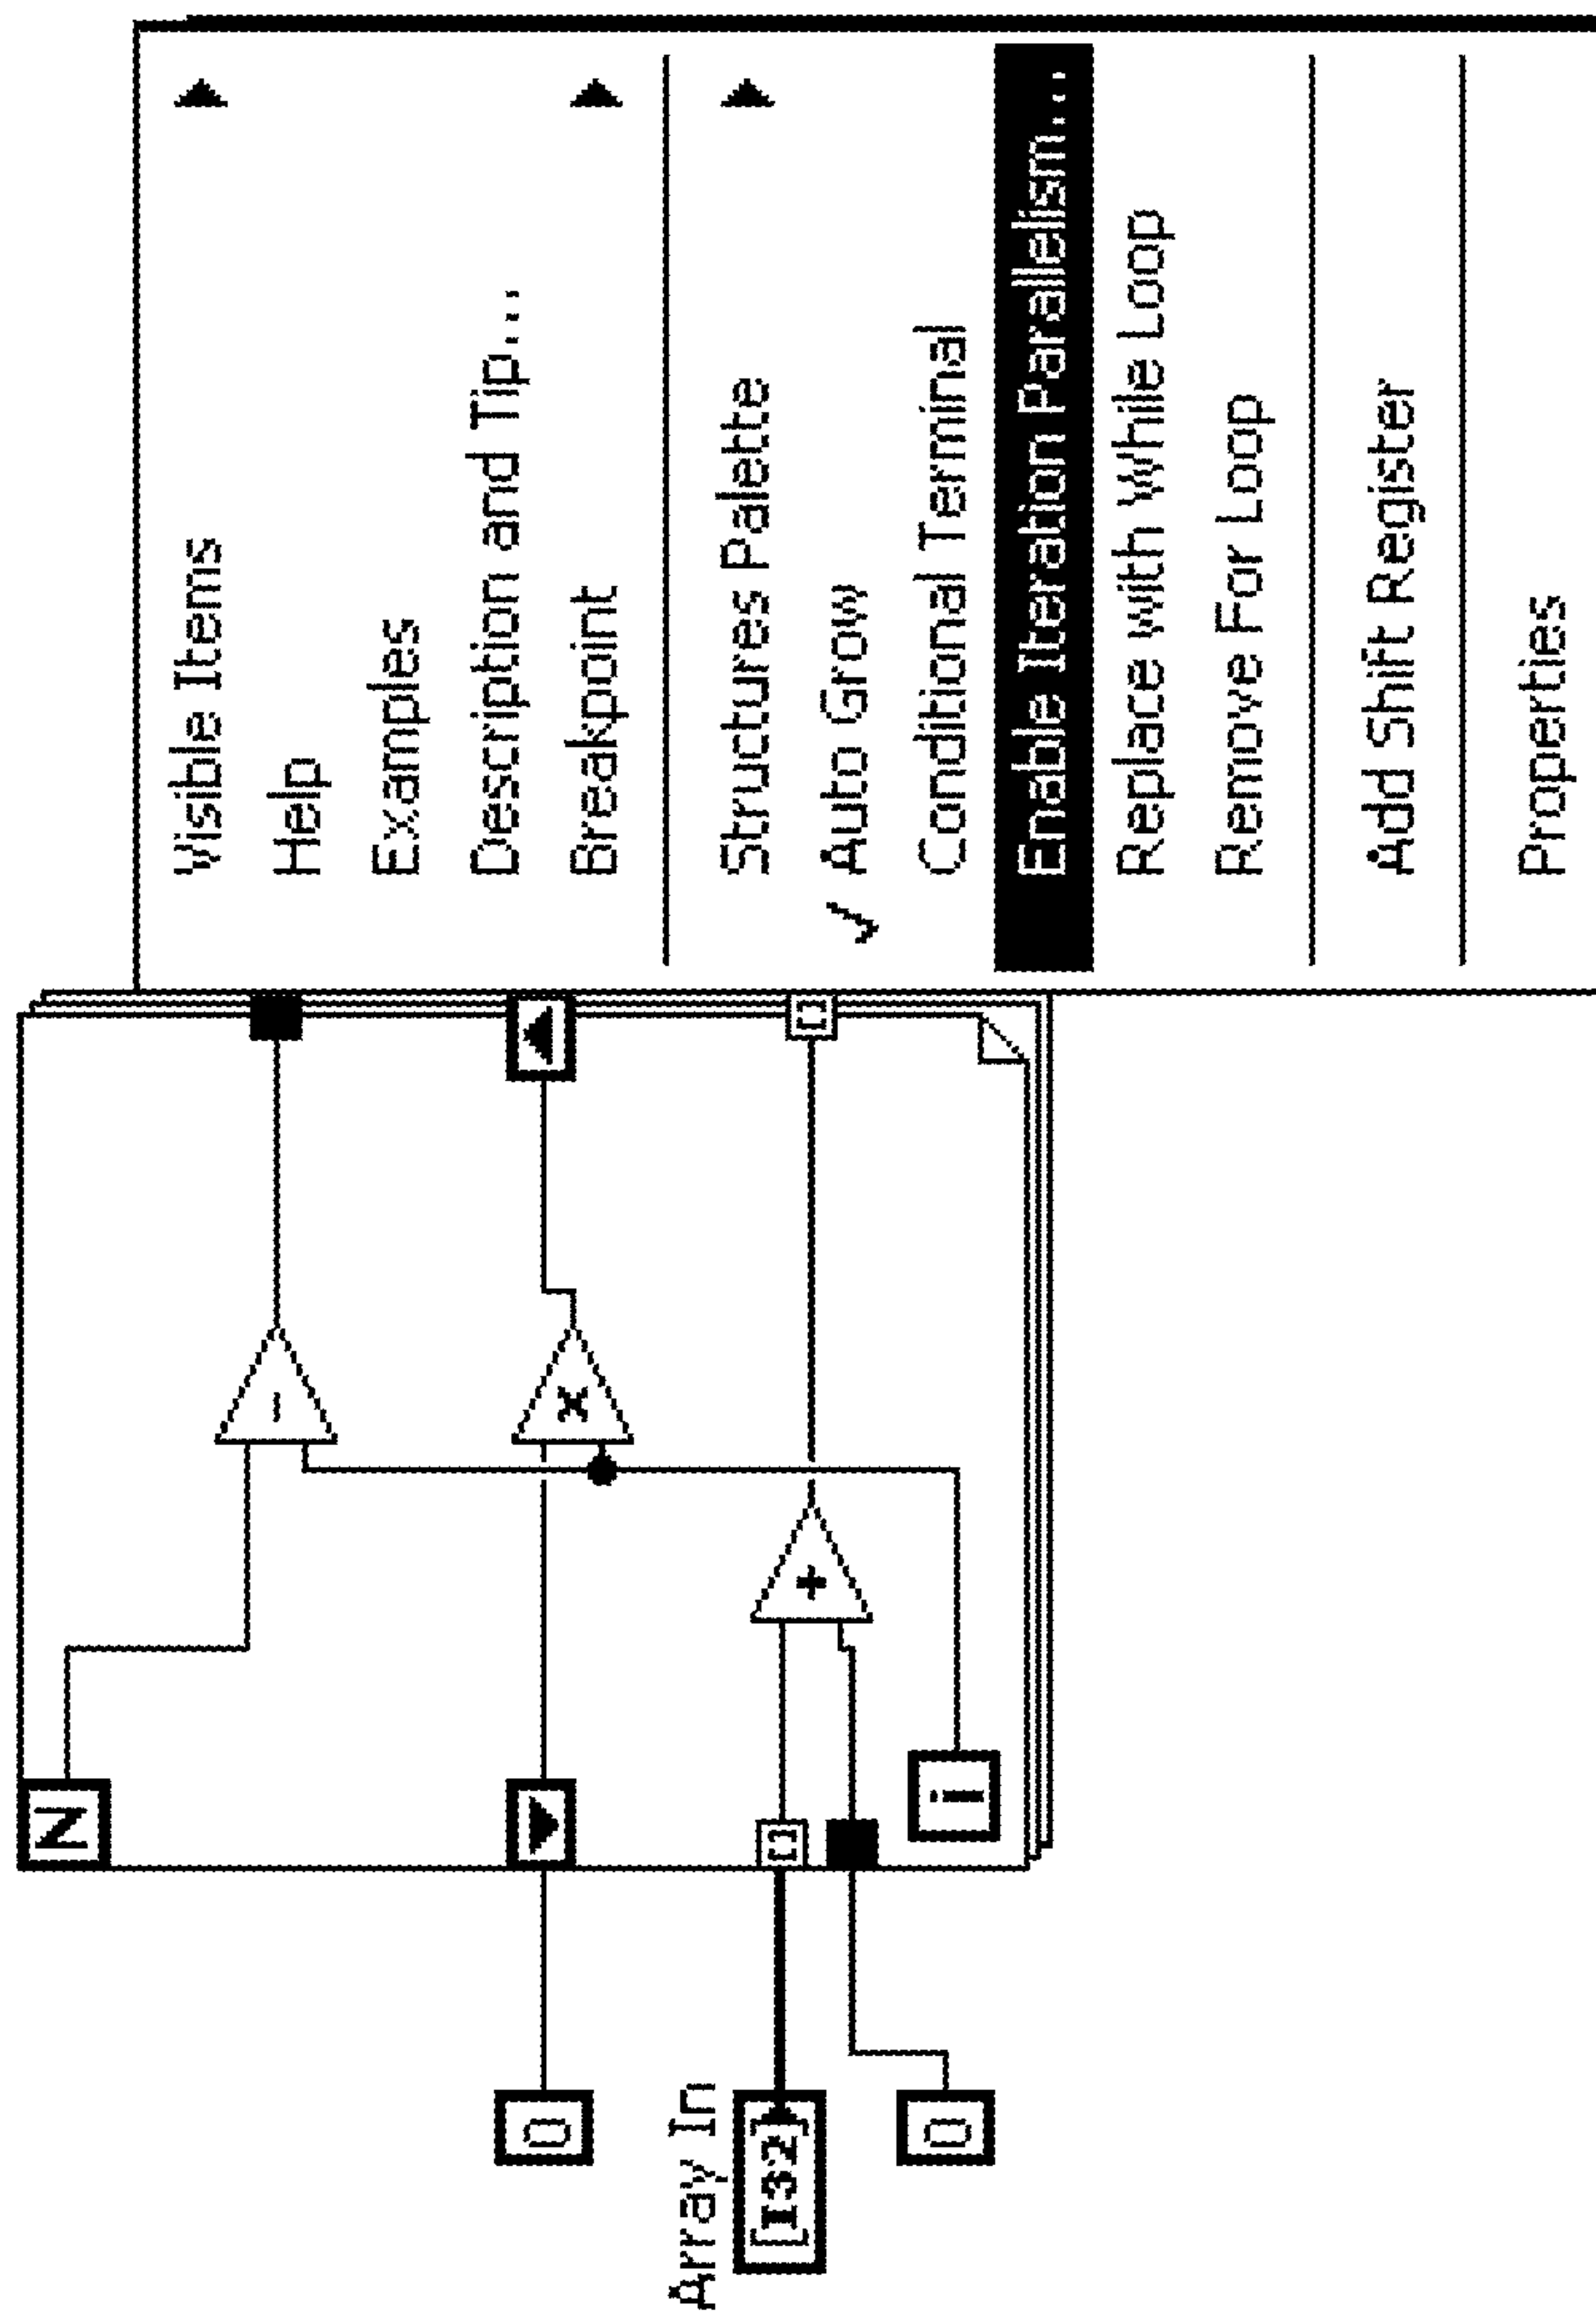 N
Visible Items
Help
Examples
Description and Tip...
Breakpoint
Structures Palette
✓ Auto Grow
Conditional Terminal
Enable Iteration Parallelism...
Replace with While Loop
Remove For Loop
Add Shift Register
Properties
-
x
0
Array In
[I32]
[]
+
[]
0
i